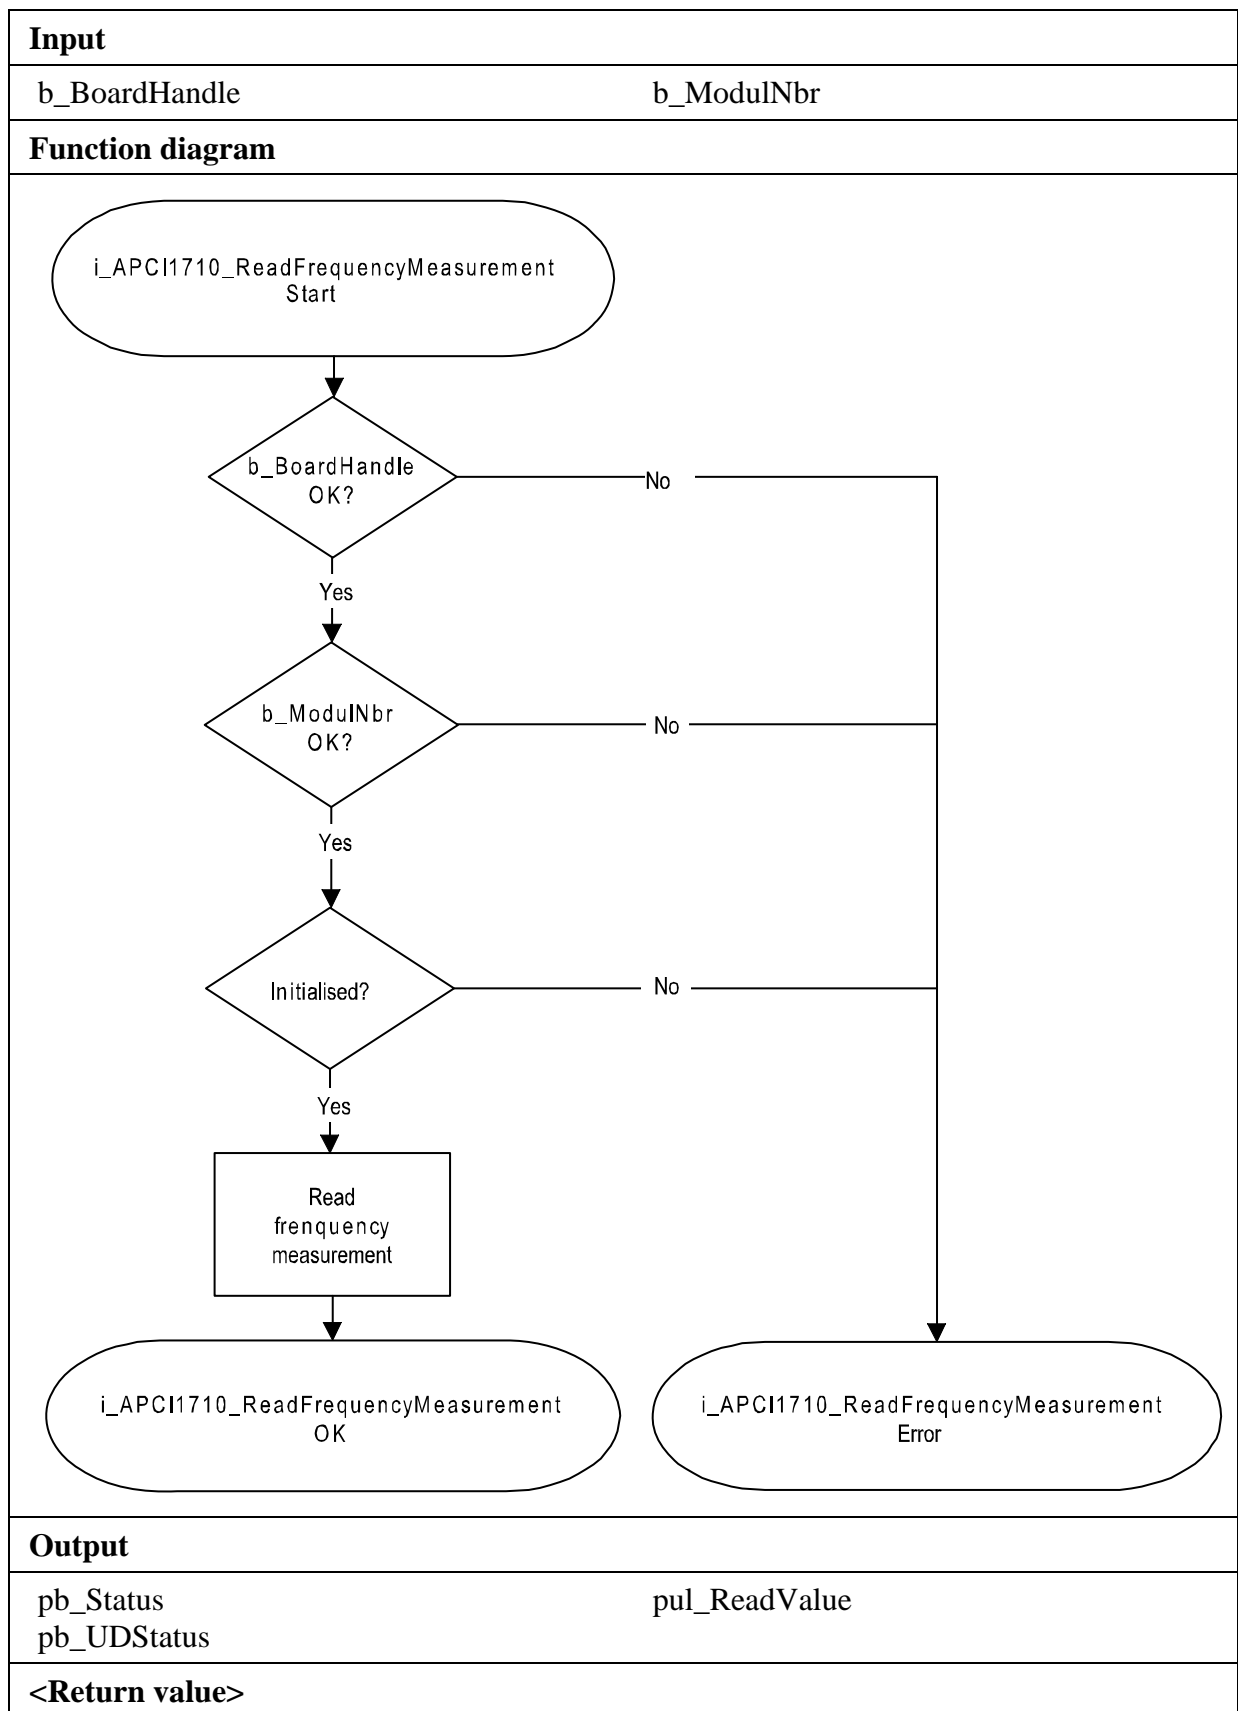 Input
b_BoardHandle b_ModulNbr
Function diagram
i_APCI1710_ReadFrequencyMeasurement
Start
b_BoardHandle
OK?
No
Yes
b_ModulNbr
OK?
No
Yes
Initialised?
No
Yes
Read
frenquency
measurement
i_APCI1710_ReadFrequencyMeasurement
OK
i_APCI1710_ReadFrequencyMeasurement
Error
Output
pb_Status pul_ReadValue
pb_UDStatus
<Return value>